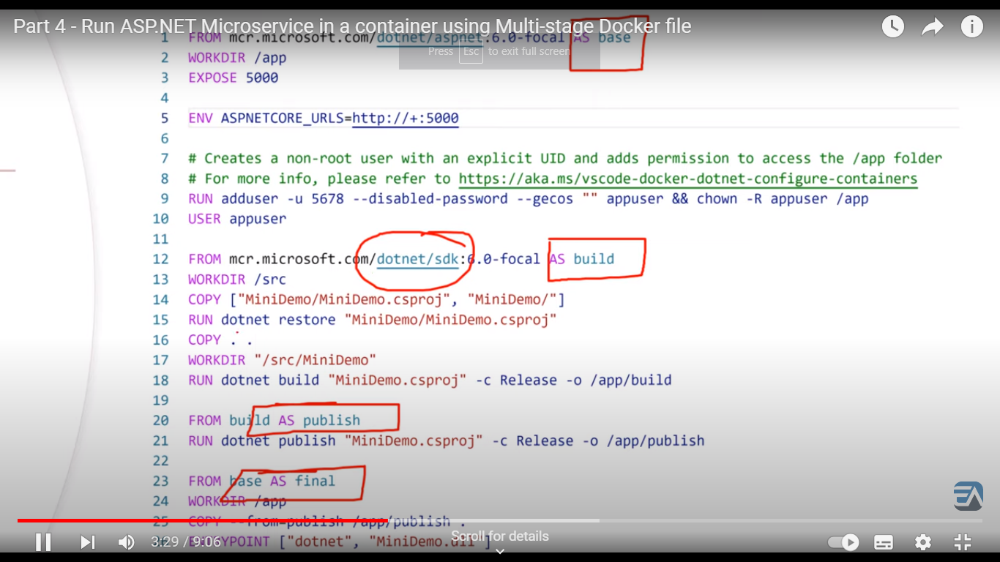 Part 4 - Run ASP.NET Microservice in a container using Multi-stage Docker file
Press Esc to exit full screen
1 FROM mcr.microsoft.com/dotnet/aspnet:6.0-focal AS base
2 WORKDIR /app
3 EXPOSE 5000
4
5 ENV ASPNETCORE_URLS=http://+:5000
6
7 # Creates a non-root user with an explicit UID and adds permission to access the /app folder
8 # For more info, please refer to https://aka.ms/vscode-docker-dotnet-configure-containers
9 RUN adduser -u 5678 --disabled-password --gecos "" appuser && chown -R appuser /app
10 USER appuser
11
12 FROM mcr.microsoft.com/dotnet/sdk:6.0-focal AS build
13 WORKDIR /src
14 COPY ["MiniDemo/MiniDemo.csproj", "MiniDemo/"]
15 RUN dotnet restore "MiniDemo/MiniDemo.csproj"
16 COPY . .
17 WORKDIR "/src/MiniDemo"
18 RUN dotnet build "MiniDemo.csproj" -c Release -o /app/build
19
20 FROM build AS publish
21 RUN dotnet publish "MiniDemo.csproj" -c Release -o /app/publish
22
23 FROM base AS final
24 WORKDIR /app
25 COPY --from=publish /app/publish .
26 ENTRYPOINT ["dotnet", "MiniDemo.dll"]
Scroll for details
3:29 / 9:06
EA